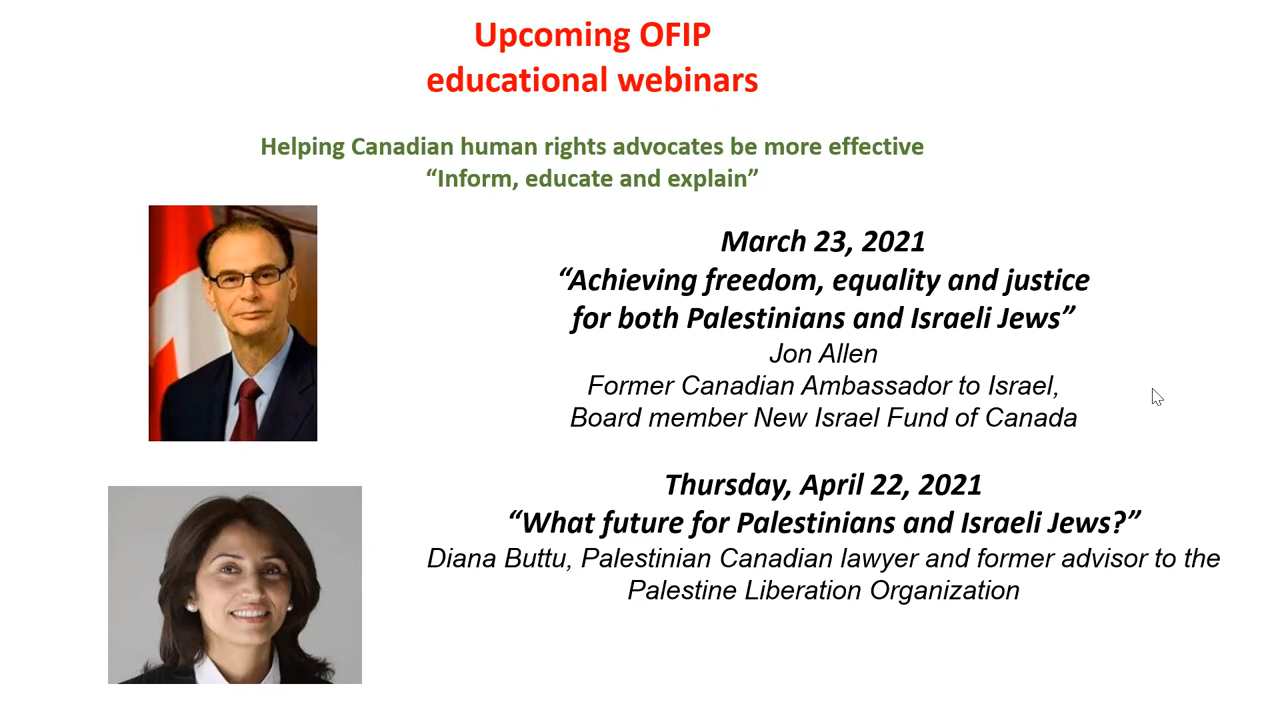 Upcoming OFIP
educational webinars
Helping Canadian human rights advocates be more effective
“Inform, educate and explain”
March 23, 2021
“Achieving freedom, equality and justice
for both Palestinians and Israeli Jews”
Jon Allen
Former Canadian Ambassador to Israel,
Board member New Israel Fund of Canada
Thursday, April 22, 2021
“What future for Palestinians and Israeli Jews?”
Diana Buttu, Palestinian Canadian lawyer and former advisor to the
Palestine Liberation Organization